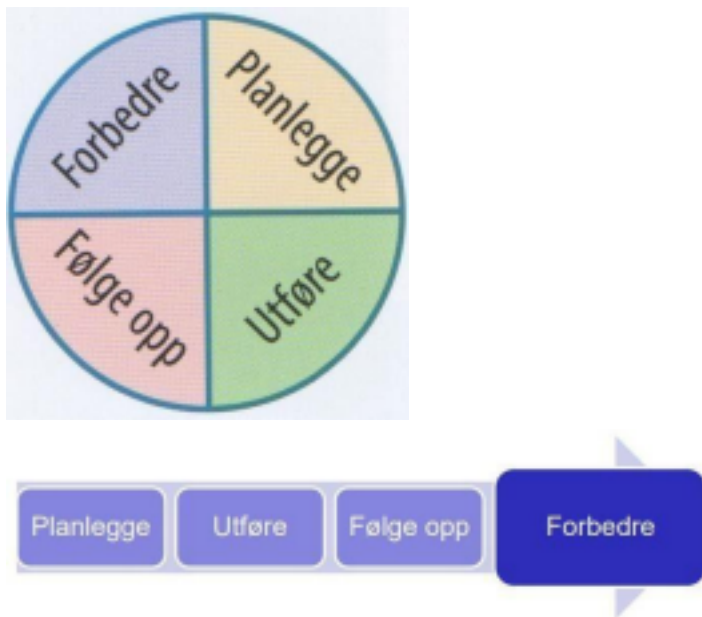 Forbedre
Planlegge
Følge opp
Utføre
Planlegge
Utføre
Følge opp
Forbedre